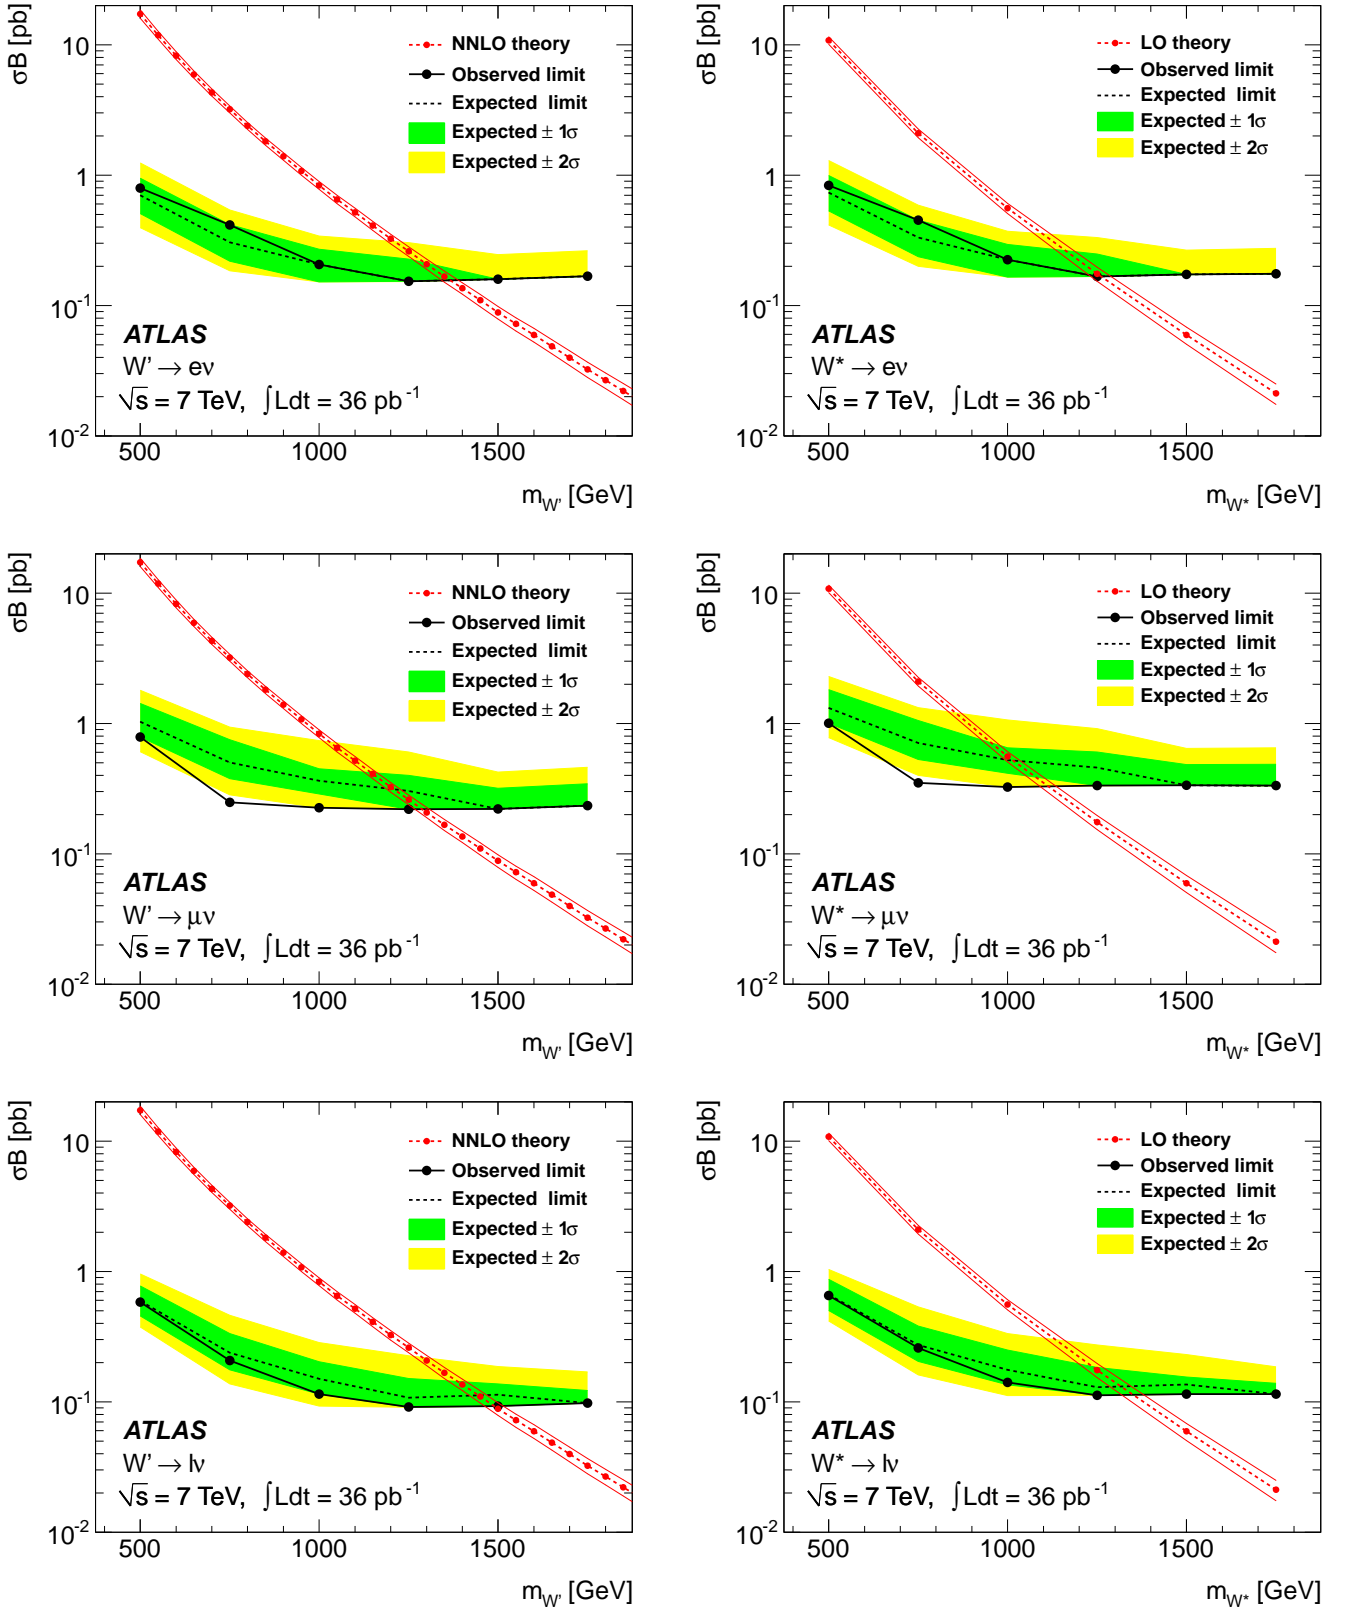 σB [pb]
10
1
10-1
10-2
NNLO theory
Observed limit
Expected limit
Expected ± 1σ
Expected ± 2σ
ATLAS
W' → eν
√s = 7 TeV, ∫Ldt = 36 pb-1
500 1000 1500
mW' [GeV]
σB [pb]
10
1
10-1
10-2
LO theory
Observed limit
Expected limit
Expected ± 1σ
Expected ± 2σ
ATLAS
W* → eν
√s = 7 TeV, ∫Ldt = 36 pb-1
500 1000 1500
mW* [GeV]
σB [pb]
10
1
10-1
10-2
NNLO theory
Observed limit
Expected limit
Expected ± 1σ
Expected ± 2σ
ATLAS
W' → μν
√s = 7 TeV, ∫Ldt = 36 pb-1
500 1000 1500
mW' [GeV]
σB [pb]
10
1
10-1
10-2
LO theory
Observed limit
Expected limit
Expected ± 1σ
Expected ± 2σ
ATLAS
W* → μν
√s = 7 TeV, ∫Ldt = 36 pb-1
500 1000 1500
mW* [GeV]
σB [pb]
10
1
10-1
10-2
NNLO theory
Observed limit
Expected limit
Expected ± 1σ
Expected ± 2σ
ATLAS
W' → lν
√s = 7 TeV, ∫Ldt = 36 pb-1
500 1000 1500
mW' [GeV]
σB [pb]
10
1
10-1
10-2
LO theory
Observed limit
Expected limit
Expected ± 1σ
Expected ± 2σ
ATLAS
W* → lν
√s = 7 TeV, ∫Ldt = 36 pb-1
500 1000 1500
mW* [GeV]